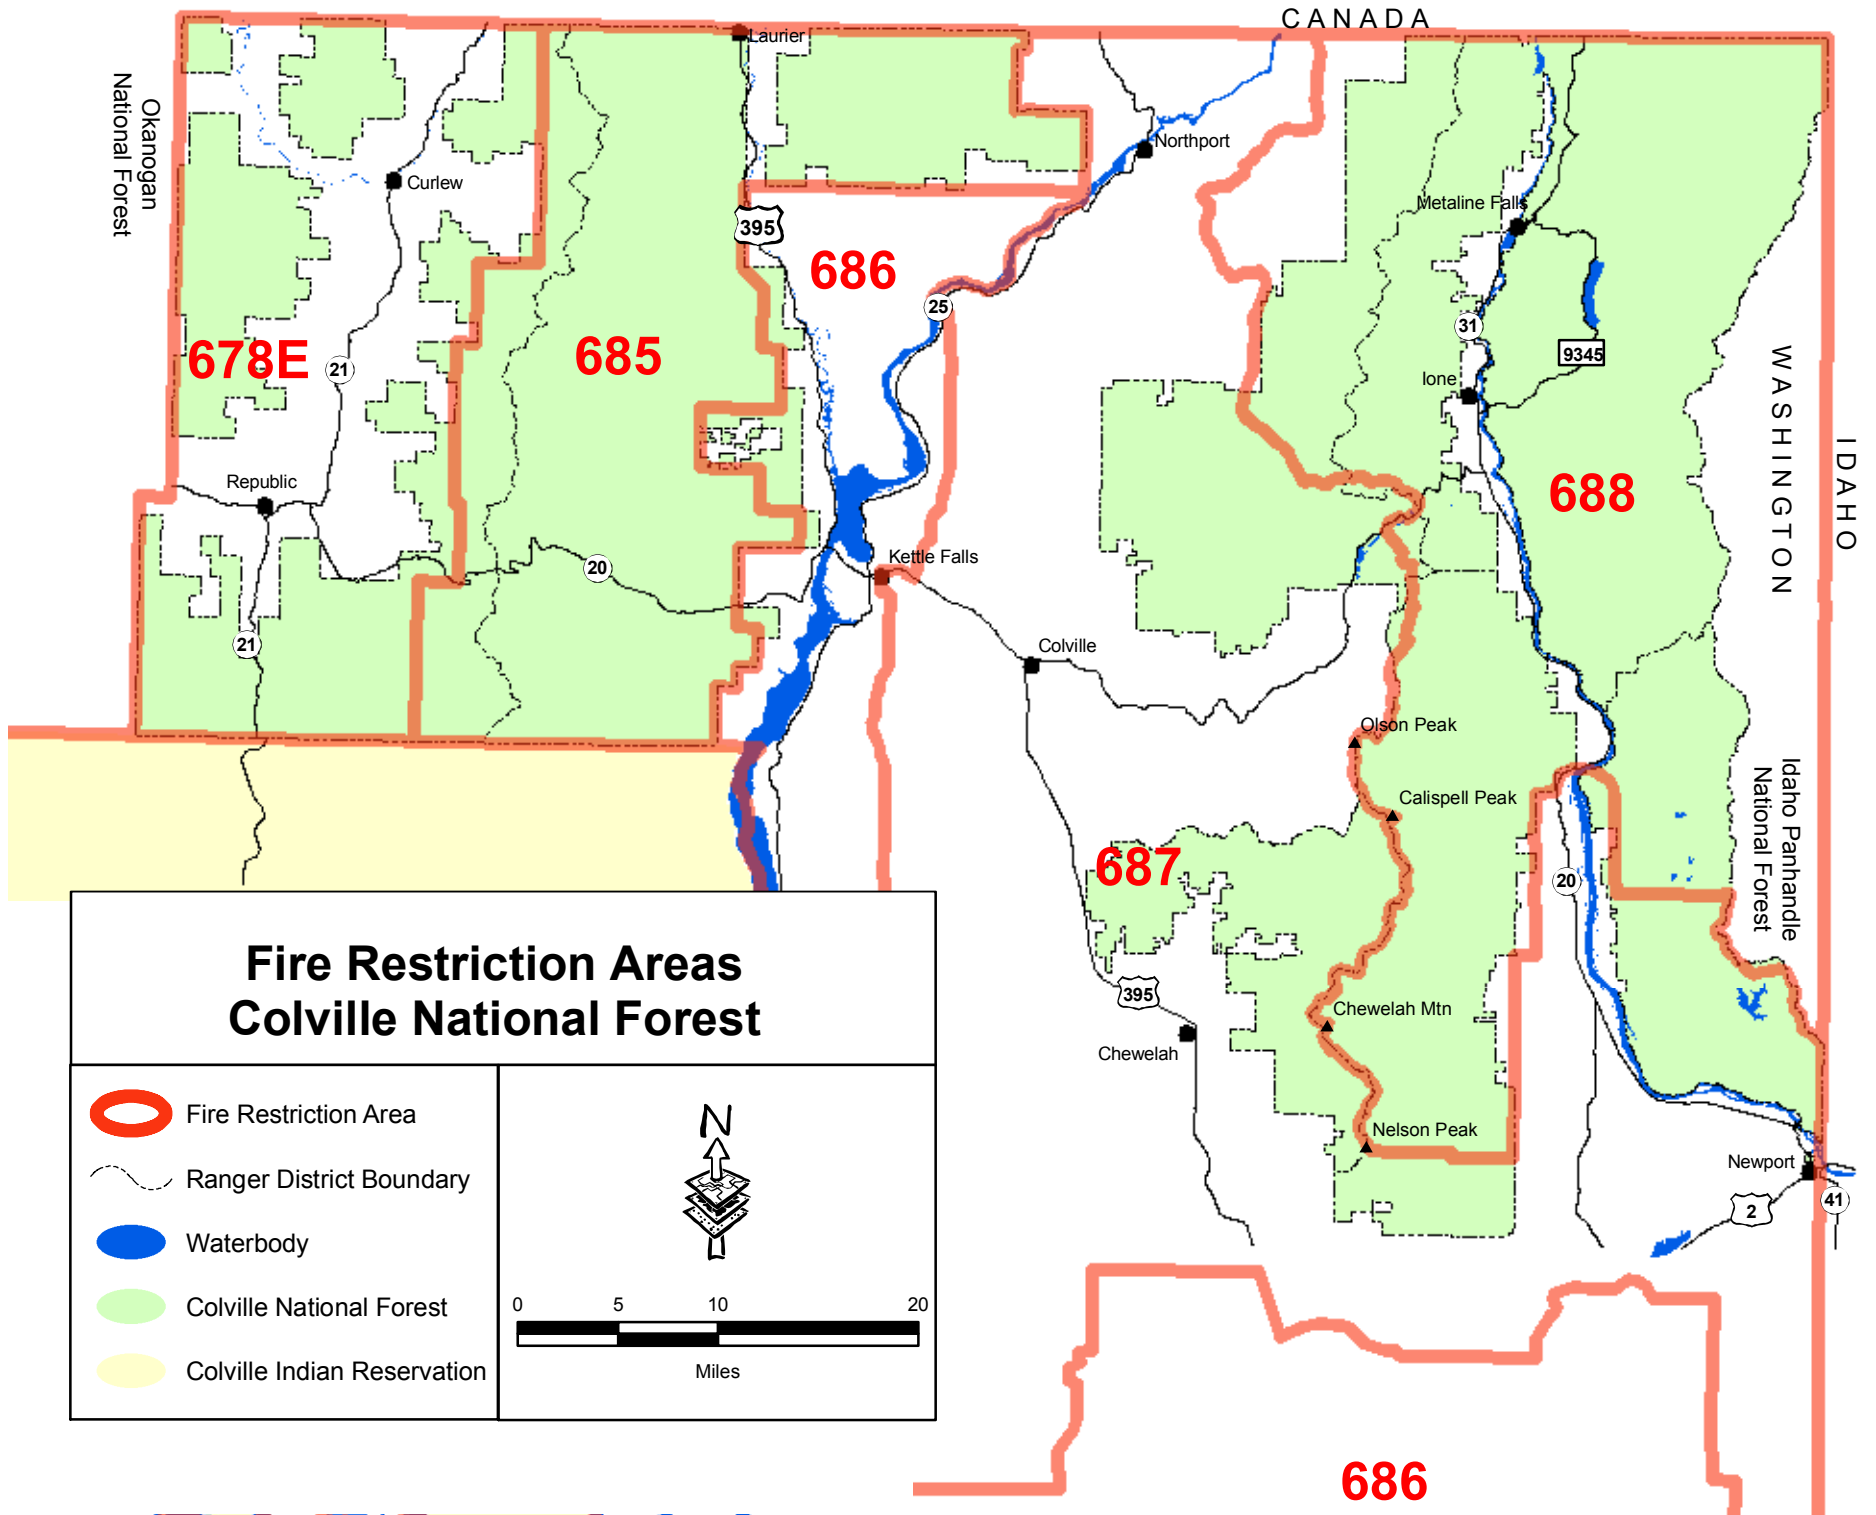 CANADA
Laurier
Okanogan
National Forest
Northport
Curlew
Metaline Falls
395
686
25
31
678E
21
685
9345
Ione
WASHINGTON
IDAHO
Republic
688
Kettle Falls
20
21
Colville
Olson Peak
Calispell Peak
Idaho Panhandle
National Forest
687
20
395
Chewelah Mtn
Chewelah
Nelson Peak
Newport
2
41
686
Fire Restriction Areas
Colville National Forest
Fire Restriction Area
Ranger District Boundary
Waterbody
Colville National Forest
Colville Indian Reservation
N
0 5 10 20
Miles